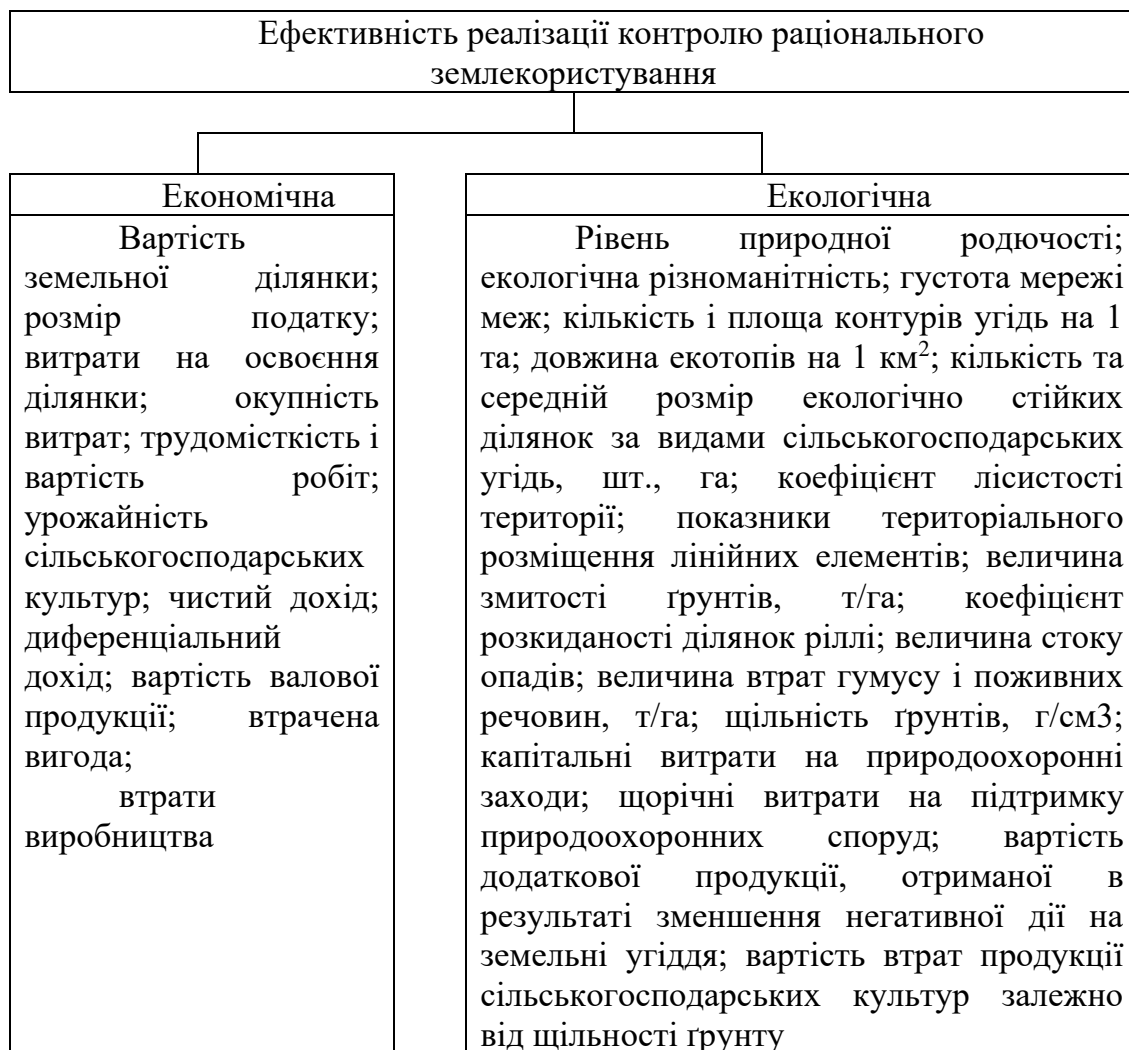 Ефективність реалізації контролю раціонального
землекористування
Економічна
Вартість
земельної ділянки;
розмір податку;
витрати на освоєння
ділянки; окупність
витрат; трудомісткість і
вартість робіт;
урожайність
сільськогосподарських
культур; чистий дохід;
диференціальний
дохід; вартість валової
продукції; втрачена
вигода;
втрати
виробництва
Екологічна
Рівень природної родючості;
екологічна різноманітність; густота мережі
меж; кількість і площа контурів угідь на 1
та; довжина екотопів на 1 км²; кількість та
середній розмір екологічно стійких
ділянок за видами сільськогосподарських
угідь, шт., га; коефіцієнт лісистості
території; показники територіального
розміщення лінійних елементів; величина
змитості ґрунтів, т/га; коефіцієнт
розкиданості ділянок ріллі; величина стоку
опадів; величина втрат гумусу і поживних
речовин, т/га; щільність ґрунтів, г/см3;
капітальні витрати на природоохоронні
заходи; щорічні витрати на підтримку
природоохоронних споруд; вартість
додаткової продукції, отриманої в
результаті зменшення негативної дії на
земельні угіддя; вартість втрат продукції
сільськогосподарських культур залежно
від щільності ґрунту